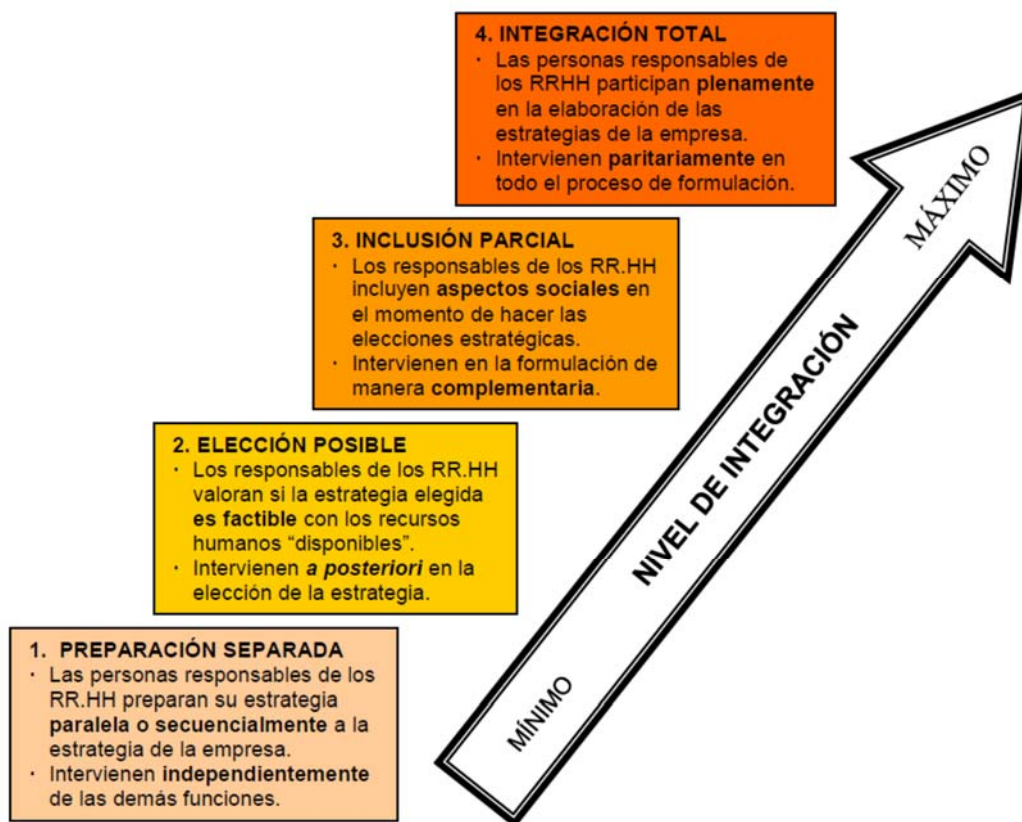 4. INTEGRACIÓN TOTAL
· Las personas responsables de
los RRHH participan plenamente
en la elaboración de las
estrategias de la empresa.
· Intervienen paritariamente en
todo el proceso de formulación.
3. INCLUSIÓN PARCIAL
· Los responsables de los RR.HH
incluyen aspectos sociales en
el momento de hacer las
elecciones estratégicas.
· Intervienen en la formulación de
manera complementaria.
2. ELECCIÓN POSIBLE
· Los responsables de los RR.HH
valoran si la estrategia elegida
es factible con los recursos
humanos “disponibles”.
· Intervienen a posteriori en la
elección de la estrategia.
1. PREPARACIÓN SEPARADA
· Las personas responsables de los
RR.HH preparan su estrategia
paralela o secuencialmente a la
estrategia de la empresa.
· Intervienen independientemente
de las demás funciones.
MÁXIMO
NIVEL DE INTEGRACIÓN
MÍNIMO